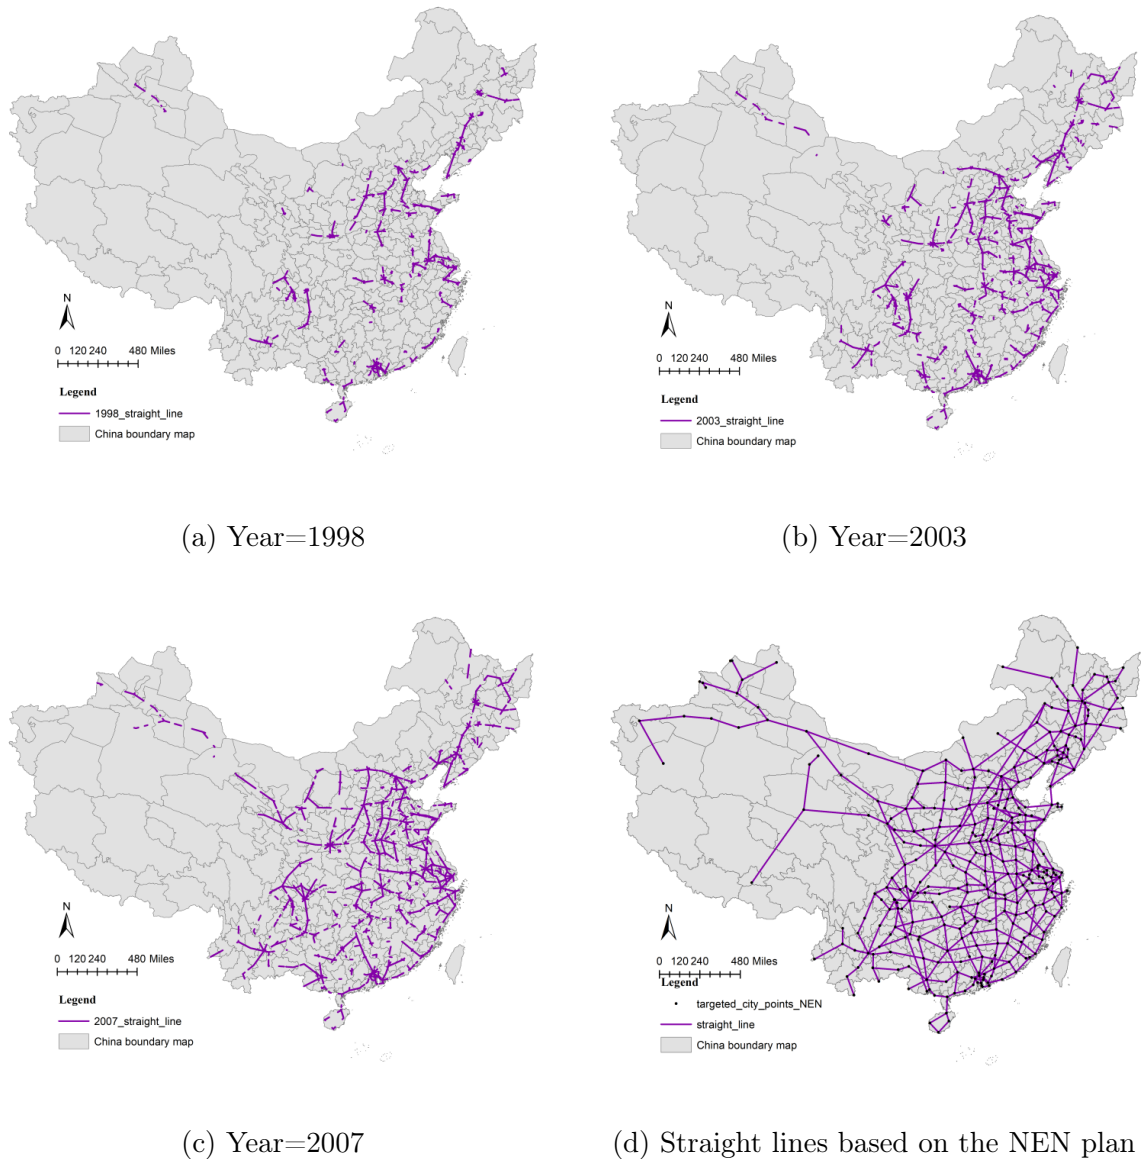 N
0 120 240 480 Miles
Legend
1998_straight_line
China boundary map
(a) Year=1998
N
0 120 240 480 Miles
Legend
2003_straight_line
China boundary map
(b) Year=2003
N
0 120 240 480 Miles
Legend
2007_straight_line
China boundary map
(c) Year=2007
N
0 120 240 480 Miles
Legend
targeted_city_points_NEN
straight_line
China boundary map
(d) Straight lines based on the NEN plan